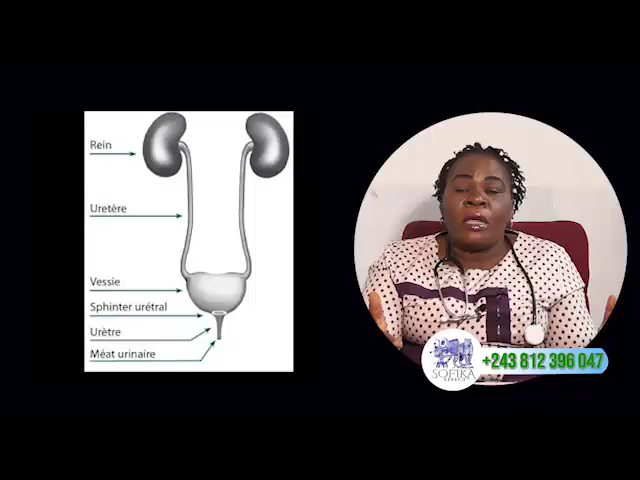 Rein
Uretère
Vessie
Sphinter urétral
Urètre
Méat urinaire
SOFIKA
+243 812 396 047